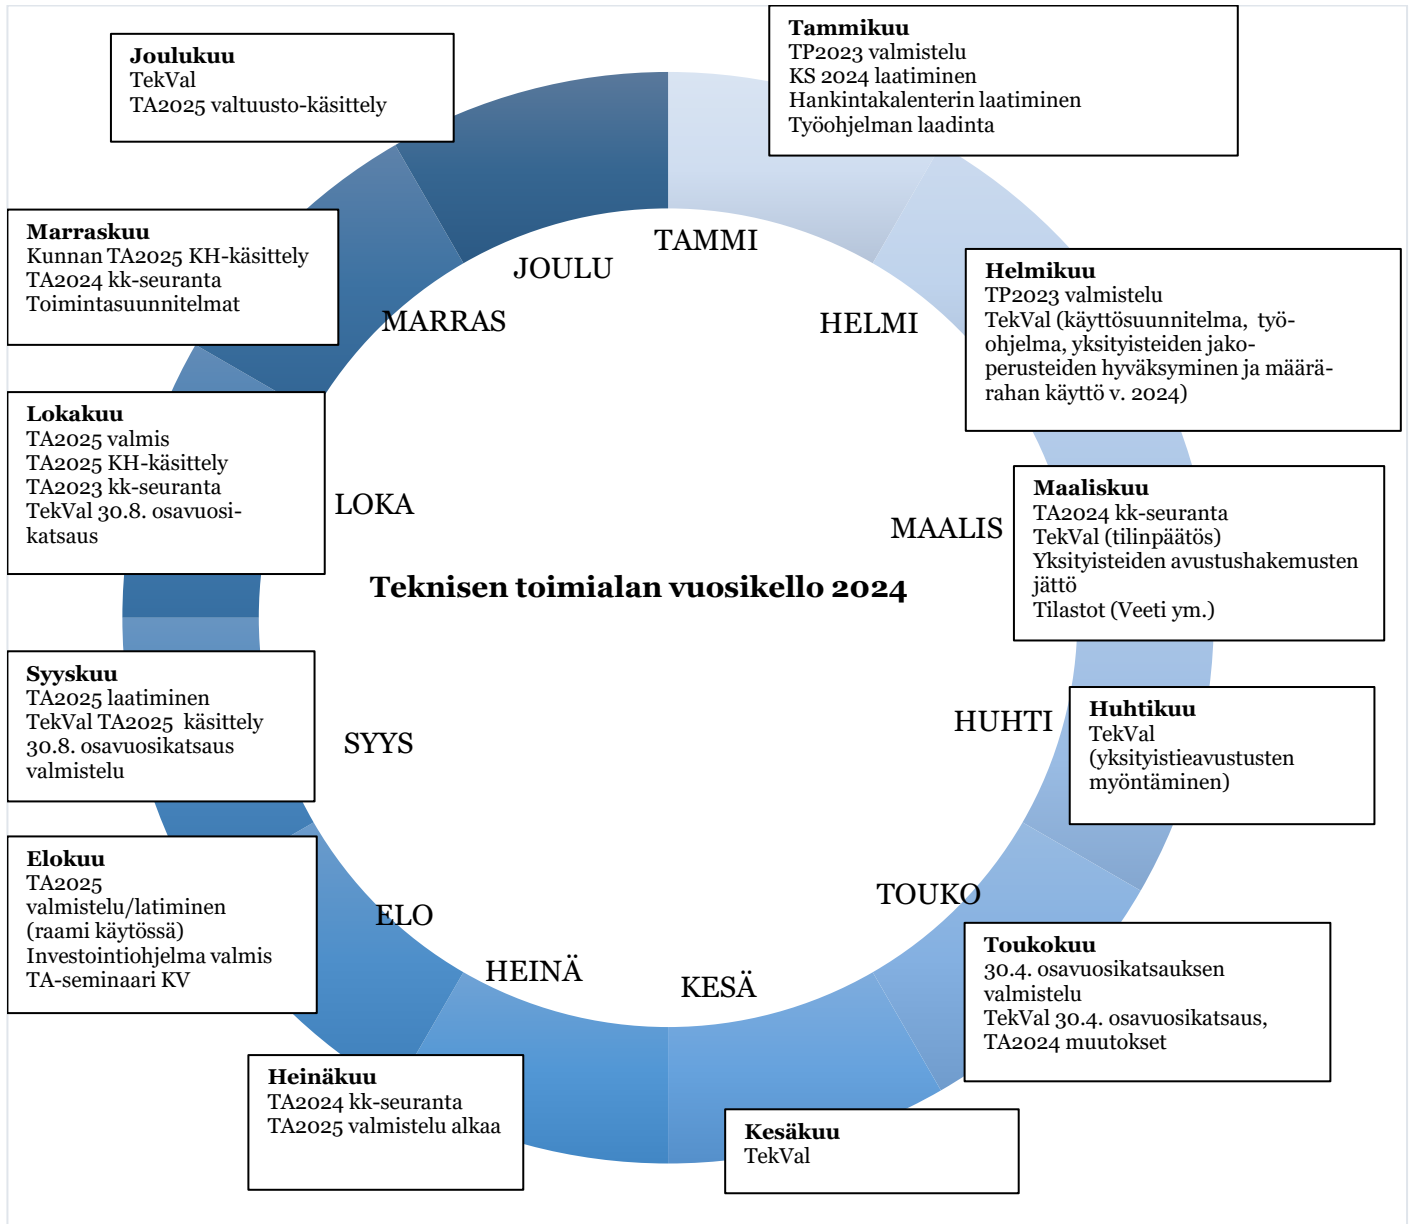 Tammikuu
TP2023 valmistelu
KS 2024 laatiminen
Hankintakalenterin laatiminen
Työohjelman laadinta
Helmikuu
TP2023 valmistelu
TekVal (käyttösuunnitelma, työ-
ohjelma, yksityisteiden jako-
perusteiden hyväksyminen ja määrä-
rahan käyttö v. 2024)
Maaliskuu
TA2024 kk-seuranta
TekVal (tilinpäätös)
Yksityisteiden avustushakemusten
jättö
Tilastot (Veeti ym.)
Huhtikuu
TekVal
(yksityistieavustusten
myöntäminen)
Toukokuu
30.4. osavuosikatsauksen
valmistelu
TekVal 30.4. osavuosikatsaus,
TA2024 muutokset
Kesäkuu
TekVal
Heinäkuu
TA2024 kk-seuranta
TA2025 valmistelu alkaa
Elokuu
TA2025
valmistelu/latiminen
(raami käytössä)
Investointiohjelma valmis
TA-seminaari KV
Syyskuu
TA2025 laatiminen
TekVal TA2025 käsittely
30.8. osavuosikatsaus
valmistelu
Lokakuu
TA2025 valmis
TA2025 KH-käsittely
TA2023 kk-seuranta
TekVal 30.8. osavuosi-
katsaus
Marraskuu
Kunnan TA2025 KH-käsittely
TA2024 kk-seuranta
Toimintasuunnitelmat
Joulukuu
TekVal
TA2025 valtuusto-käsittely
TAMMI
HELMI
MAALIS
HUHTI
TOUKO
KESÄ
HEINÄ
ELO
SYYS
LOKA
MARRAS
JOULU
Teknisen toimialan vuosikello 2024